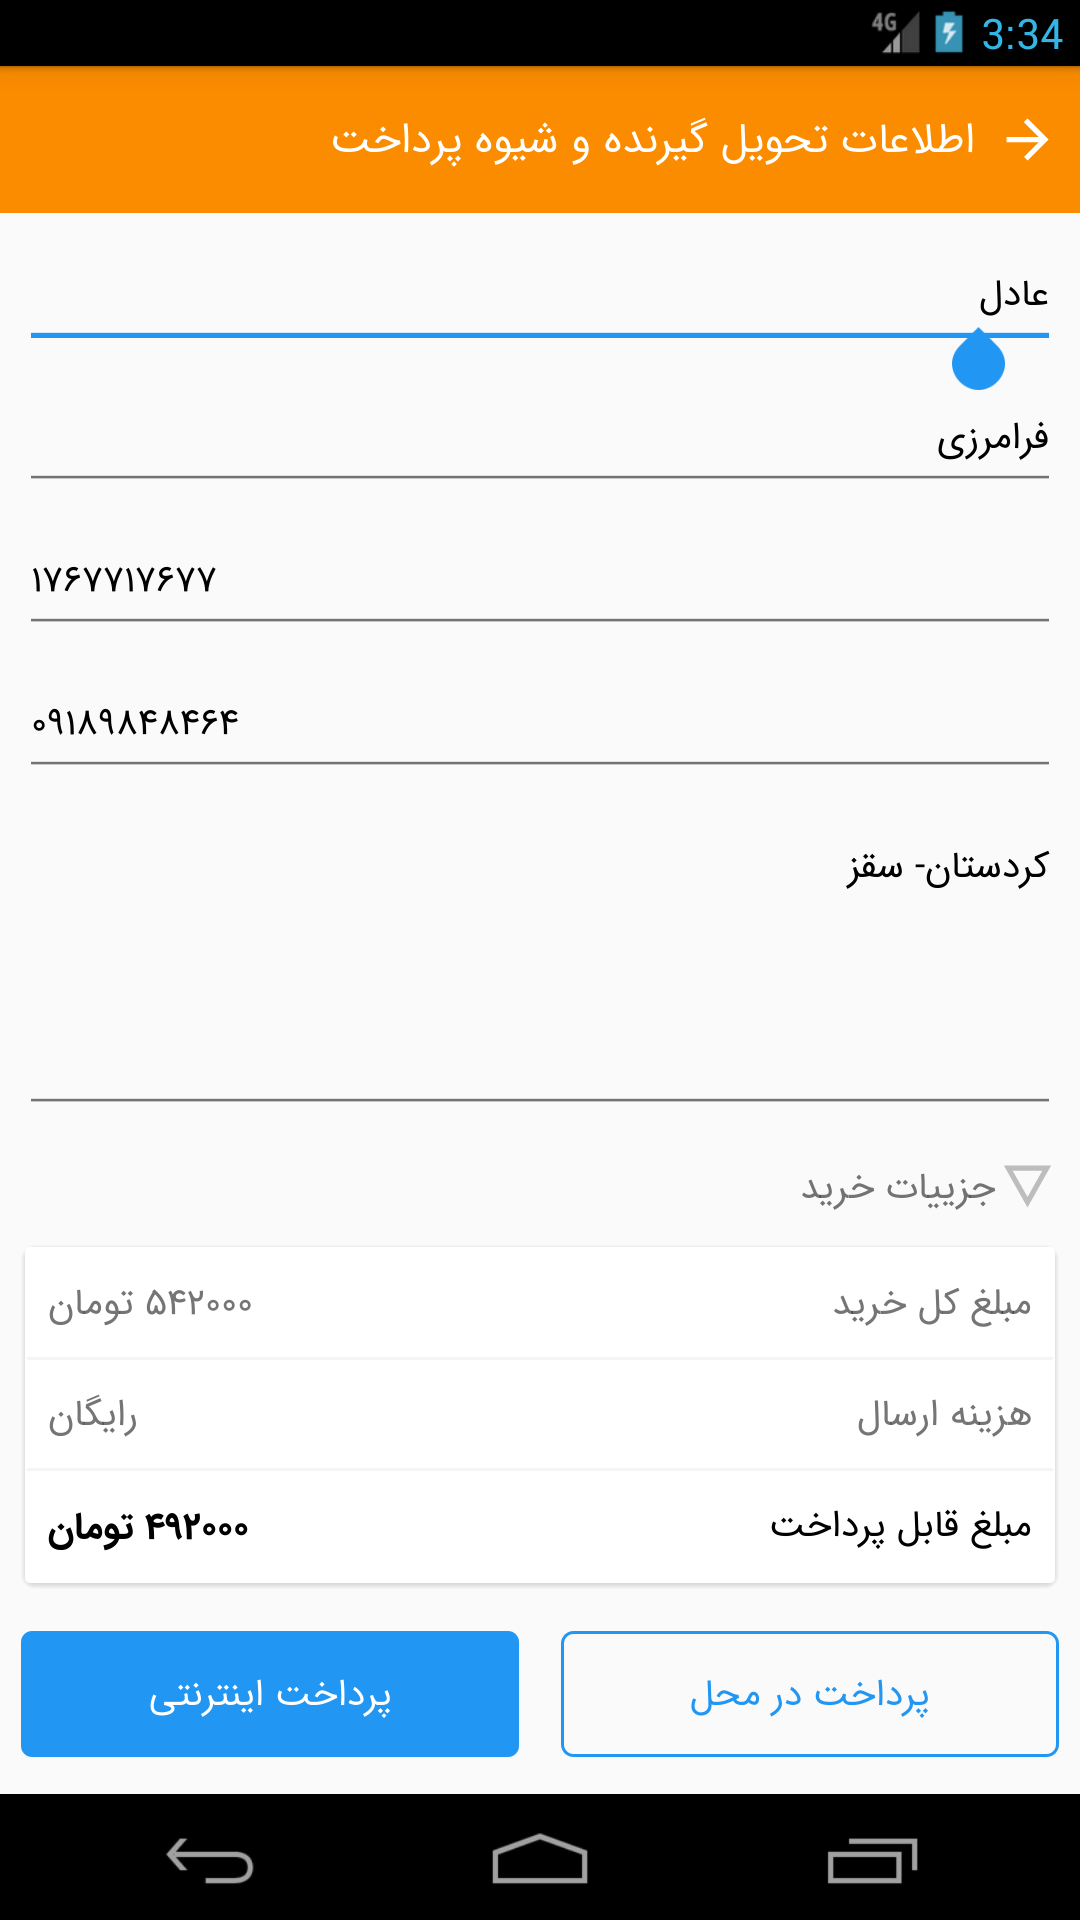 4G 3:34
اطلاعات تحویل گیرنده و شیوه پرداخت
عادل
فرامرزی
۱۷۶۷۷۱۷۶۷۷
۰۹۱۸۹۸۴۸۴۶۴
کردستان- سقز
جزییات خرید
مبلغ کل خرید ۵۴۲۰۰۰ تومان
هزینه ارسال رایگان
مبلغ قابل پرداخت ۴۹۲۰۰۰ تومان
پرداخت در محل پرداخت اینترنتی